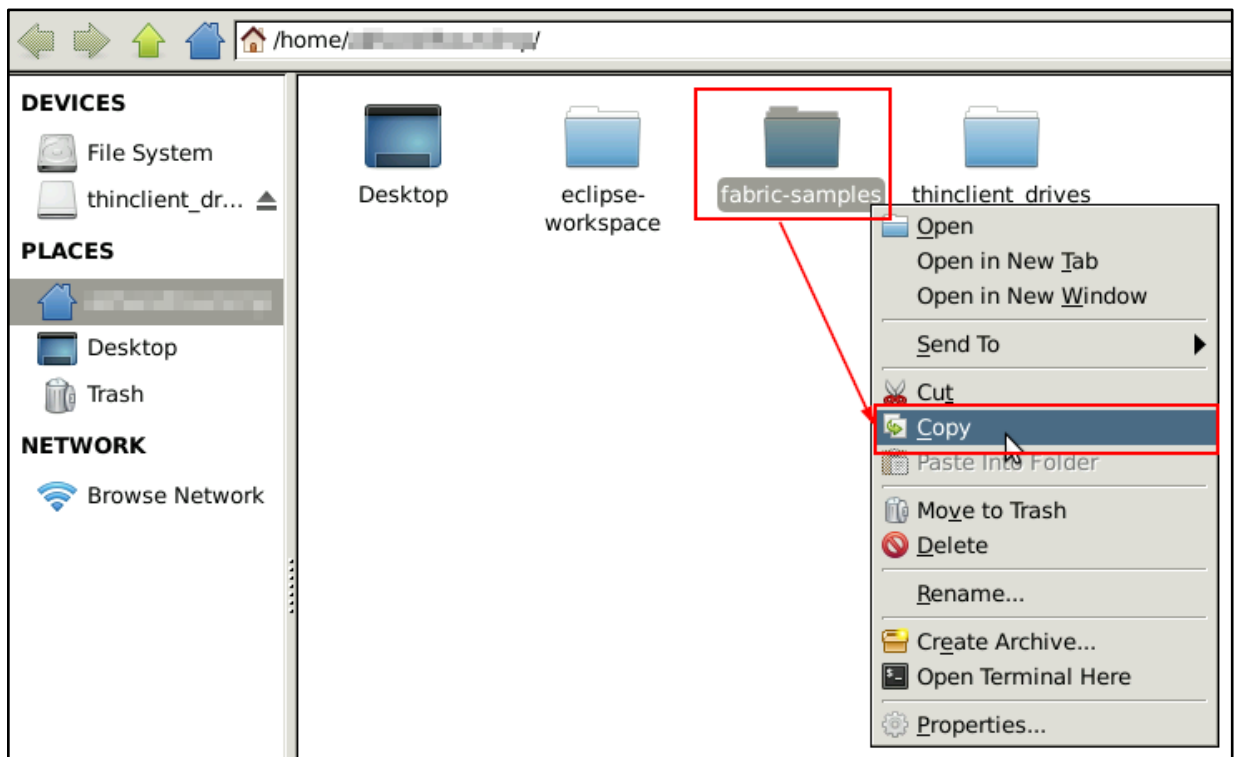 /home/
DEVICES
File System
thinclient_dr...
PLACES
Desktop
Trash
NETWORK
Browse Network
Desktop
eclipse-
workspace
fabric-samples
thinclient_drives
Open
Open in New Tab
Open in New Window
Send To
Cut
Copy
Paste Into Folder
Move to Trash
Delete
Rename...
Create Archive...
Open Terminal Here
Properties...